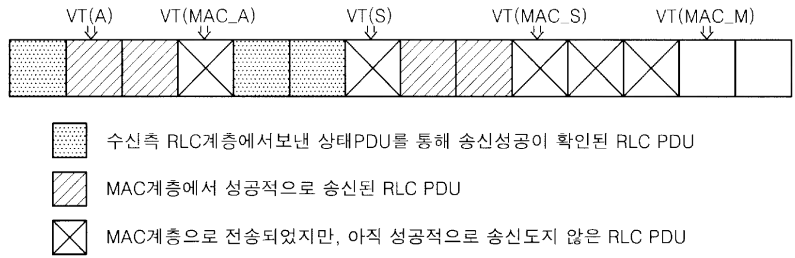 VT(A) VT(MAC_A) VT(S) VT(MAC_S) VT(MAC_M)
수신측 RLC계층에서보낸 상태PDU를 통해 송신성공이 확인된 RLC PDU
MAC계층에서 성공적으로 송신된 RLC PDU
MAC계층으로 전송되었지만, 아직 성공적으로 송신도지 않은 RLC PDU